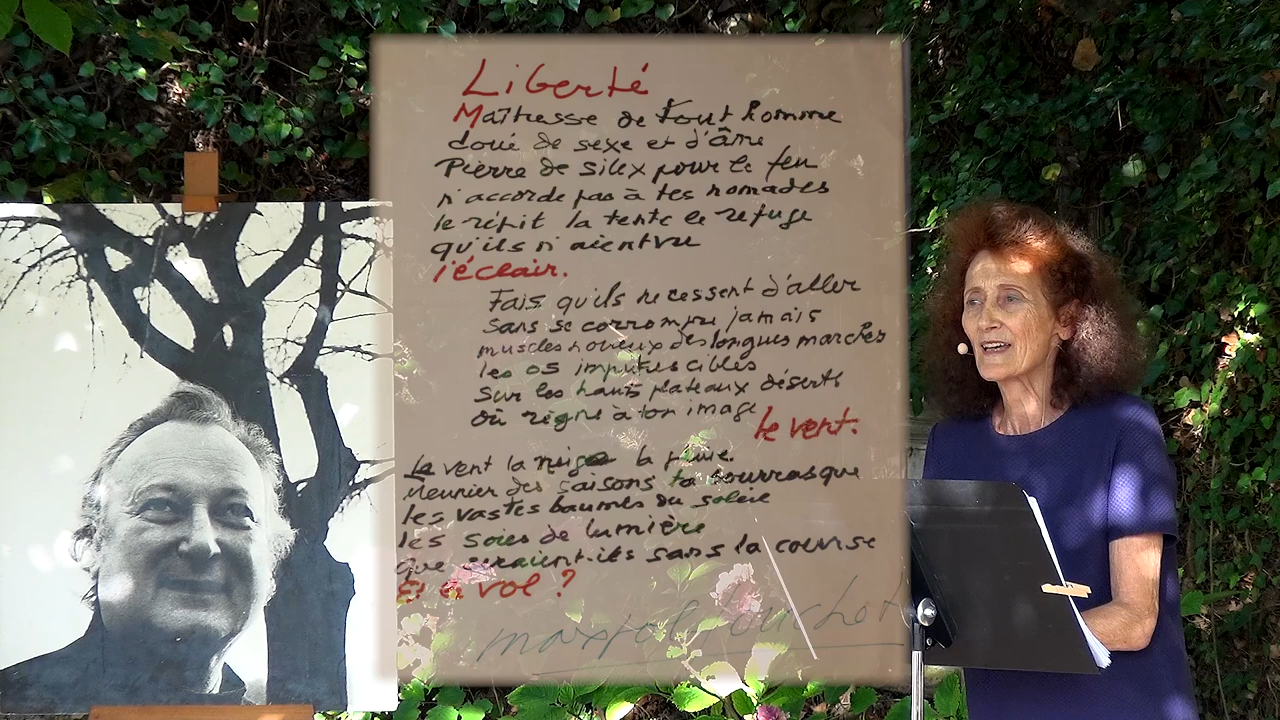 Liberté
Maîtresse de tout homme
doué de sexe et d'âme
Pierre de silex pour le feu
n'accorde pas à tes nomades
le répit la tente le refuge
qu'ils n'aient vu
l'éclair.
Fais qu'ils ne cessent d'aller
sans se corrompre jamais
muscles noueux des longues marches
les os imputrescibles
Sur les hauts plateaux déserts
où règne à ton image
le vent.
Le vent la neige la pluie.
Meunier des saisons ta bourrasque
les vastes baumes du soleil
les soies de lumière
que seraient-ils sans la course
Et le vol ?
max-pol fouchet